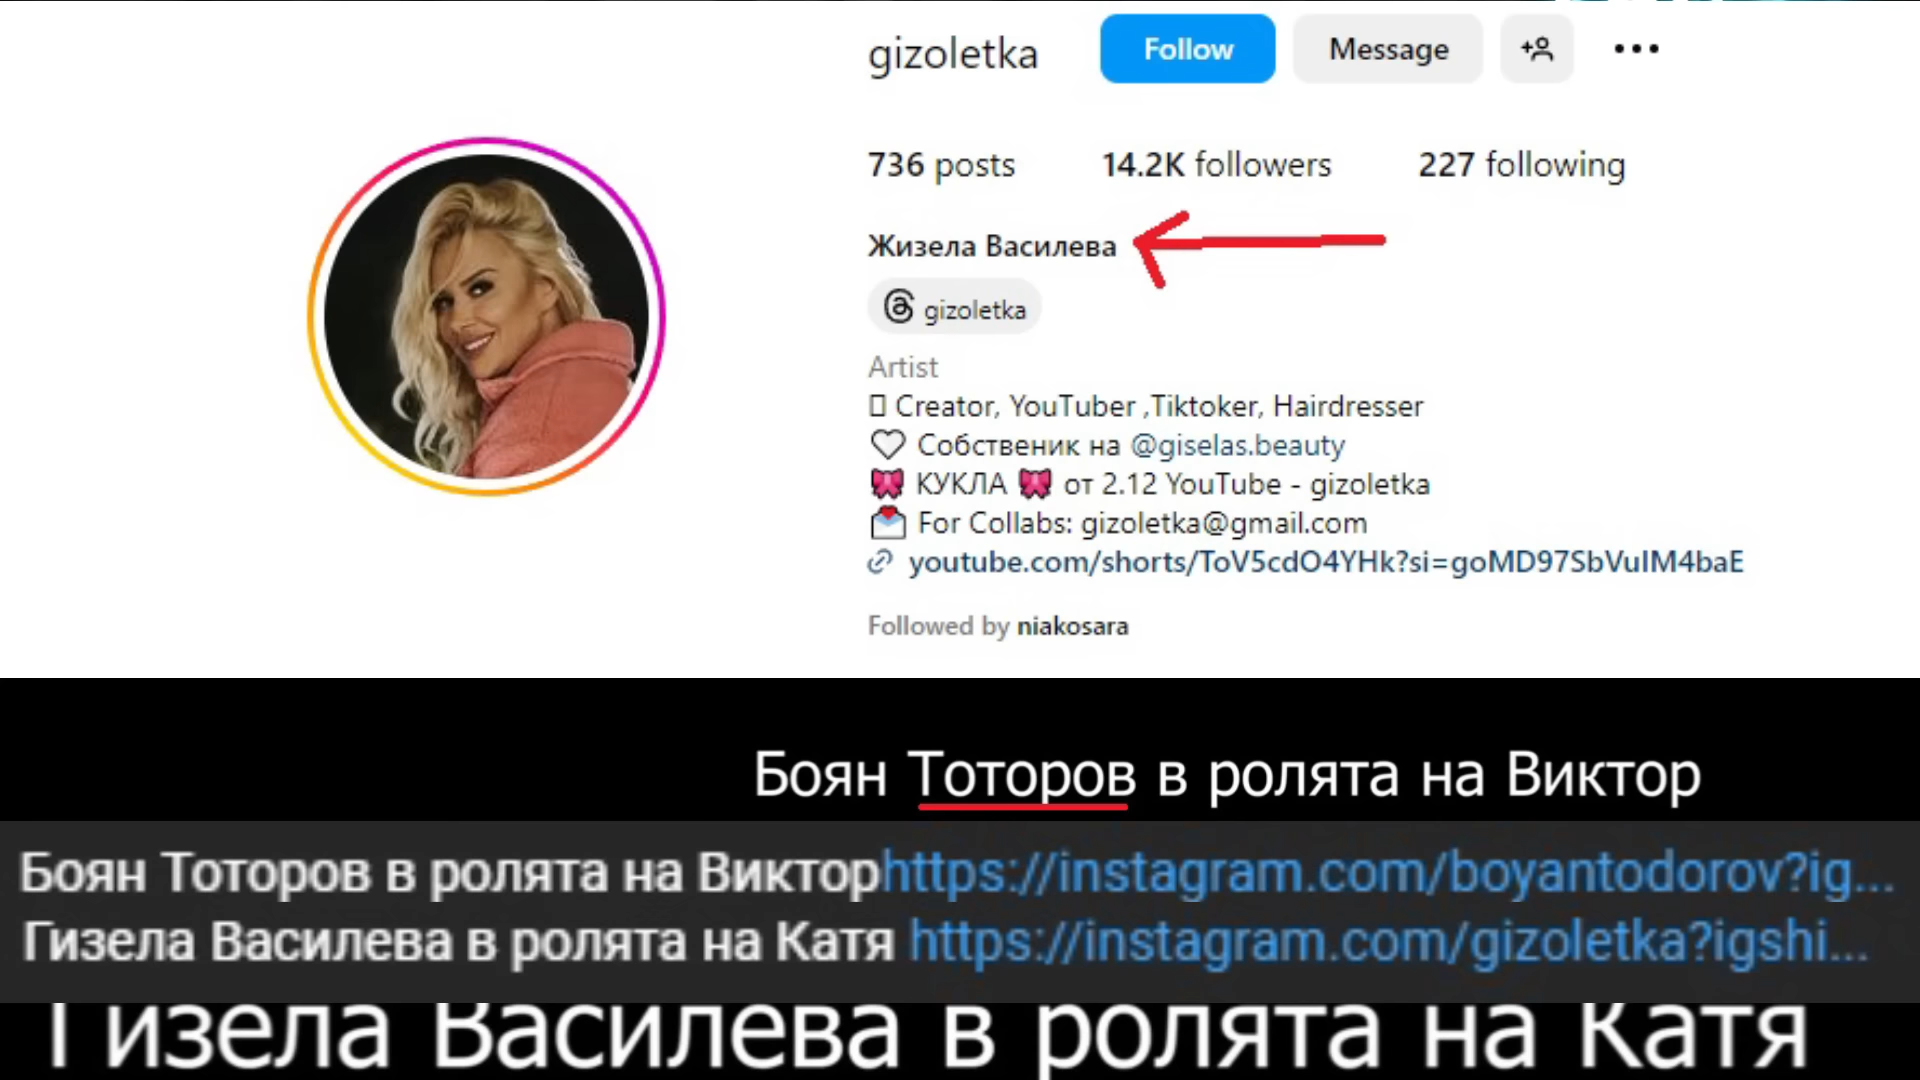 gizoletka Follow Message
736 posts 14.2K followers 227 following
Жизела Василева
gizoletka
Artist
Creator, YouTuber ,Tiktoker, Hairdresser
🤍 Собственик на @giselas.beauty
🎀 КУКЛА 🎀 от 2.12 YouTube - gizoletka
💌 For Collabs: gizoletka@gmail.com
youtube.com/shorts/ToV5cdO4YHk?si=goMD97SbVuIM4baE
Followed by niakosara
Боян Тоторов в ролята на Виктор
Боян Тоторов в ролята на Викторhttps://instagram.com/boyantodorov?ig...
Гизела Василева в ролята на Катя https://instagram.com/gizoletka?igshi...
Гизела Василева в ролята на Катя